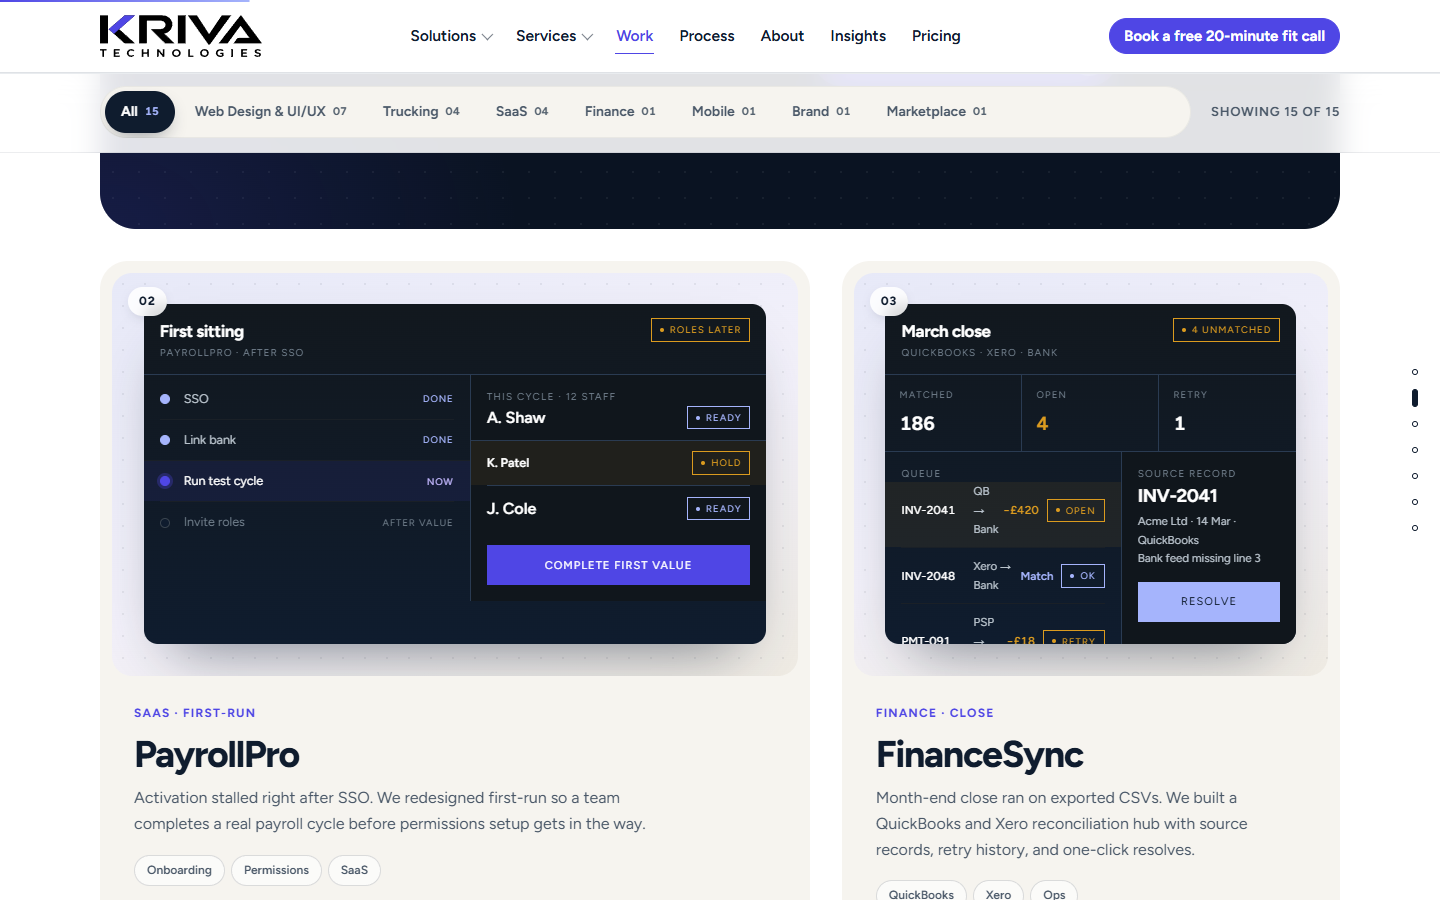 KRIVA
TECHNOLOGIES
Solutions
Services
Work
Process
About
Insights
Pricing
Book a free 20-minute fit call
All 15
Web Design & UI/UX 07
Trucking 04
SaaS 04
Finance 01
Mobile 01
Brand 01
Marketplace 01
SHOWING 15 OF 15
02
First sitting
ROLES LATER
PAYROLLPRO · AFTER SSO
SSO DONE
Link bank DONE
Run test cycle NOW
Invite roles AFTER VALUE
THIS CYCLE · 12 STAFF
A. Shaw READY
K. Patel HOLD
J. Cole READY
COMPLETE FIRST VALUE
SAAS · FIRST-RUN
PayrollPro
Activation stalled right after SSO. We redesigned first-run so a team
completes a real payroll cycle before permissions setup gets in the way.
Onboarding
Permissions
SaaS
03
March close
4 UNMATCHED
QUICKBOOKS · XERO · BANK
MATCHED
186
OPEN
4
RETRY
1
QUEUE
INV-2041
QB
→
Bank
−£420
OPEN
INV-2048
Xero →
Bank
Match
OK
PMT-091
PSP
→
−£18
RETRY
SOURCE RECORD
INV-2041
Acme Ltd · 14 Mar ·
QuickBooks
Bank feed missing line 3
RESOLVE
FINANCE · CLOSE
FinanceSync
Month-end close ran on exported CSVs. We built a
QuickBooks and Xero reconciliation hub with source
records, retry history, and one-click resolves.
QuickBooks
Xero
Ops